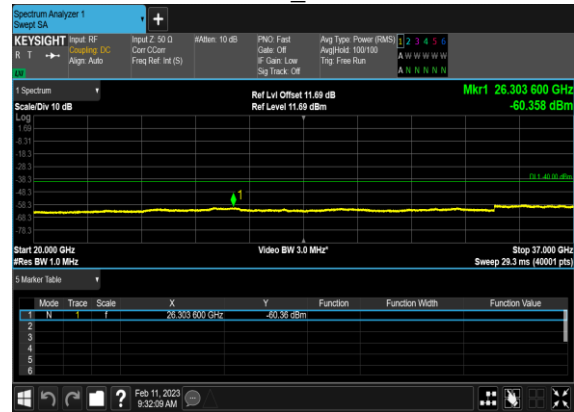 Spectrum Analyzer 1
Swept SA
+
KEYSIGHT Input: RF Input Z: 50 Ω #Atten: 10 dB PNO: Fast Avg Type: Power (RMS) 1 2 3 4 5 6
R T Coupling: DC Corr CCorr Gate: Off Avg|Hold: 100/100 A W W W W W
Align: Auto Freq Ref: Int (S) IF Gain: Low Trig: Free Run
Sig Track: Off A N N N N N
1 Spectrum Ref Lvl Offset 11.69 dB Mkr1 26.303 600 GHz
Scale/Div 10 dB Ref Level 11.69 dBm -60.358 dBm
Log
1.69
-8.31
-18.3
-28.3
-38.3
DL1 -40.00 dBm
-48.3
1
-58.3
-68.3
-78.3
Start 20.000 GHz Video BW 3.0 MHz* Stop 37.000 GHz
#Res BW 1.0 MHz Sweep 29.3 ms (40001 pts)
5 Marker Table
Mode Trace Scale X Y Function Function Width Function Value
1 N 1 f 26.303 600 GHz -60.36 dBm
2
3
4
5
6
? Feb 11, 2023
9:32:09 AM